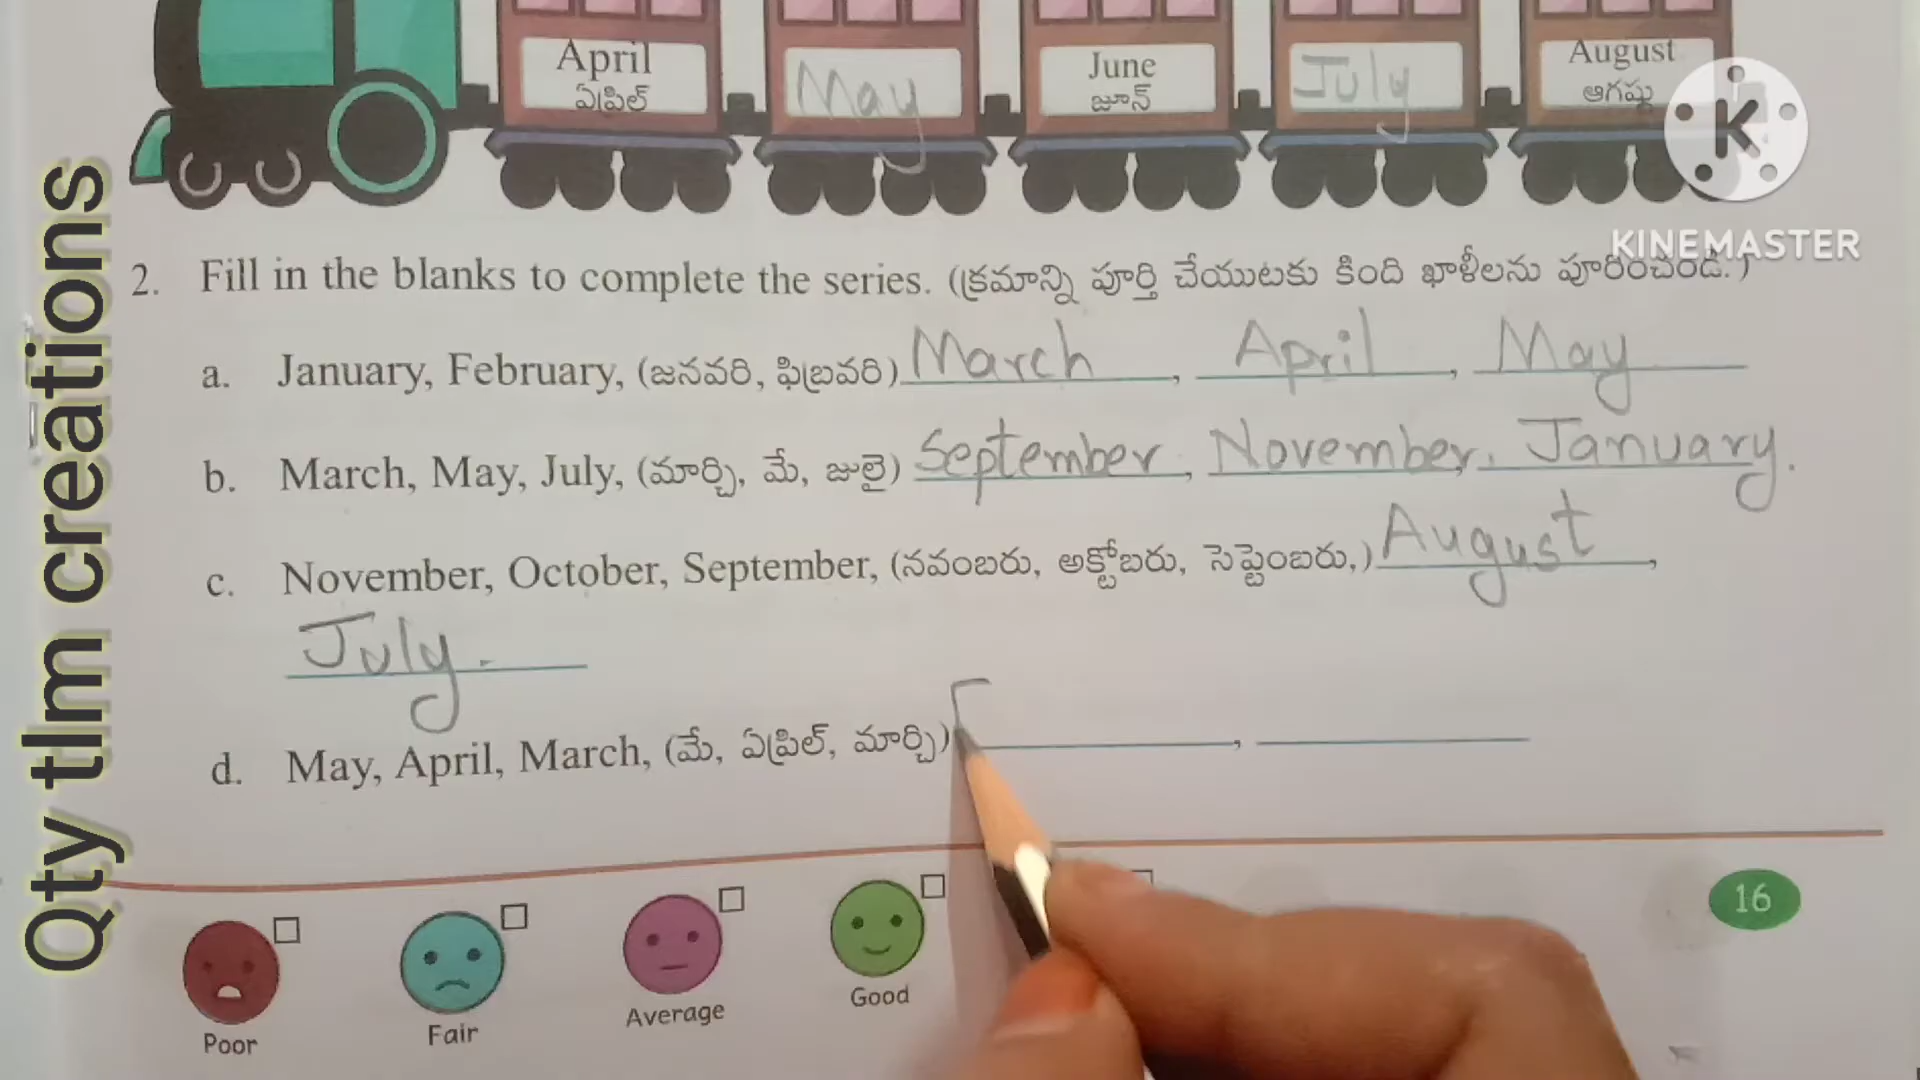 April May June July August
ఏప్రిల్ జూన్ ఆగష్టు
K
KINEMASTER
Qty tlm creations
2. Fill in the blanks to complete the series. (క్రమాన్ని పూర్తి చేయుటకు కింది ఖాళీలను పూరించండి.)
a. January, February, (జనవరి, ఫిబ్రవరి) March, April, May
b. March, May, July, (మార్చి, మే, జులై) September, November, January.
c. November, October, September, (నవంబరు, అక్టోబరు, సెప్టెంబరు,) August,
July.
d. May, April, March, (మే, ఏప్రిల్, మార్చి) ,
16
Poor Fair Average Good